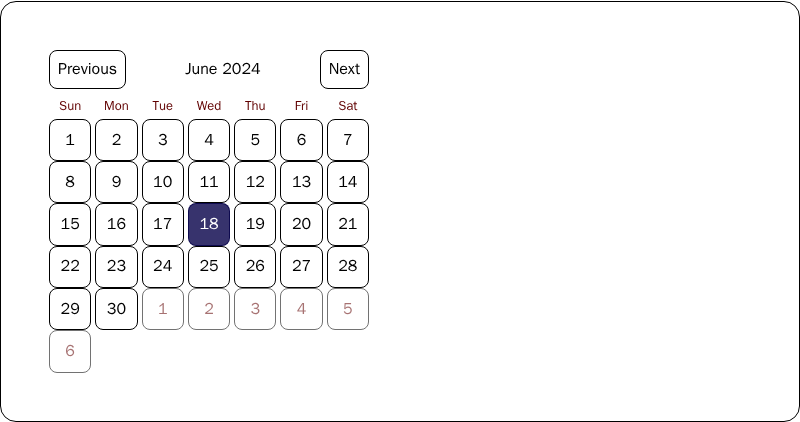 Previous June 2024 Next
Sun Mon Tue Wed Thu Fri Sat
1 2 3 4 5 6 7
8 9 10 11 12 13 14
15 16 17 18 19 20 21
22 23 24 25 26 27 28
29 30 1 2 3 4 5
6